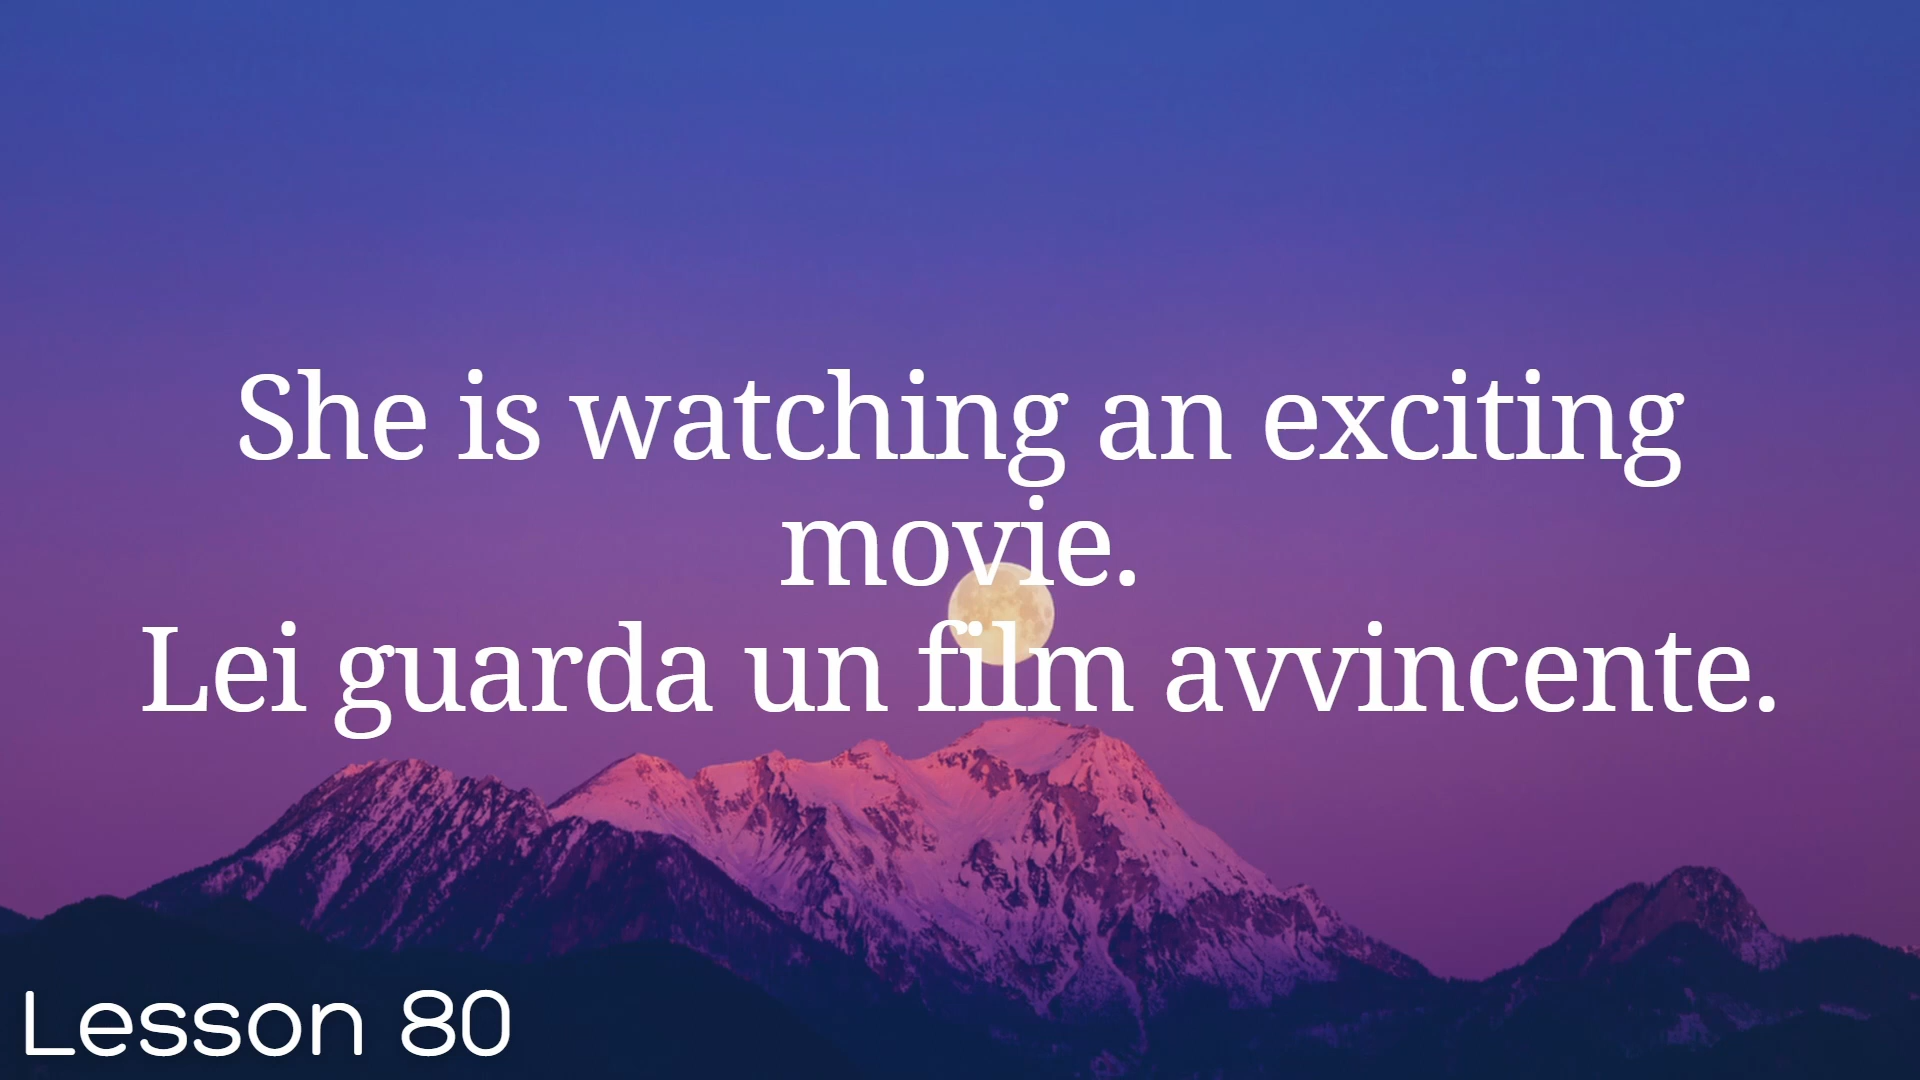 She is watching an exciting
movie.
Lei guarda un film avvincente.
Lesson 80